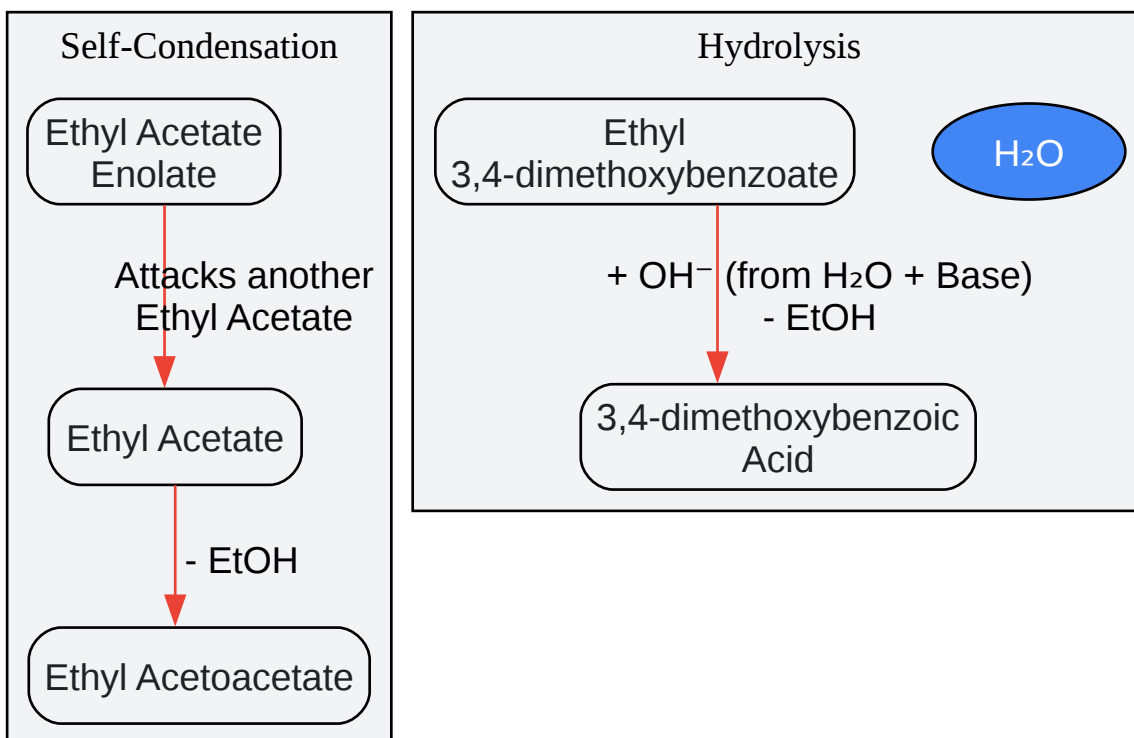 Self-Condensation
Ethyl Acetate
Enolate
Attacks another
Ethyl Acetate
Ethyl Acetate
- EtOH
Ethyl Acetoacetate
Hydrolysis
Ethyl
3,4-dimethoxybenzoate
H₂O
+ OH⁻ (from H₂O + Base)
- EtOH
3,4-dimethoxybenzoic
Acid